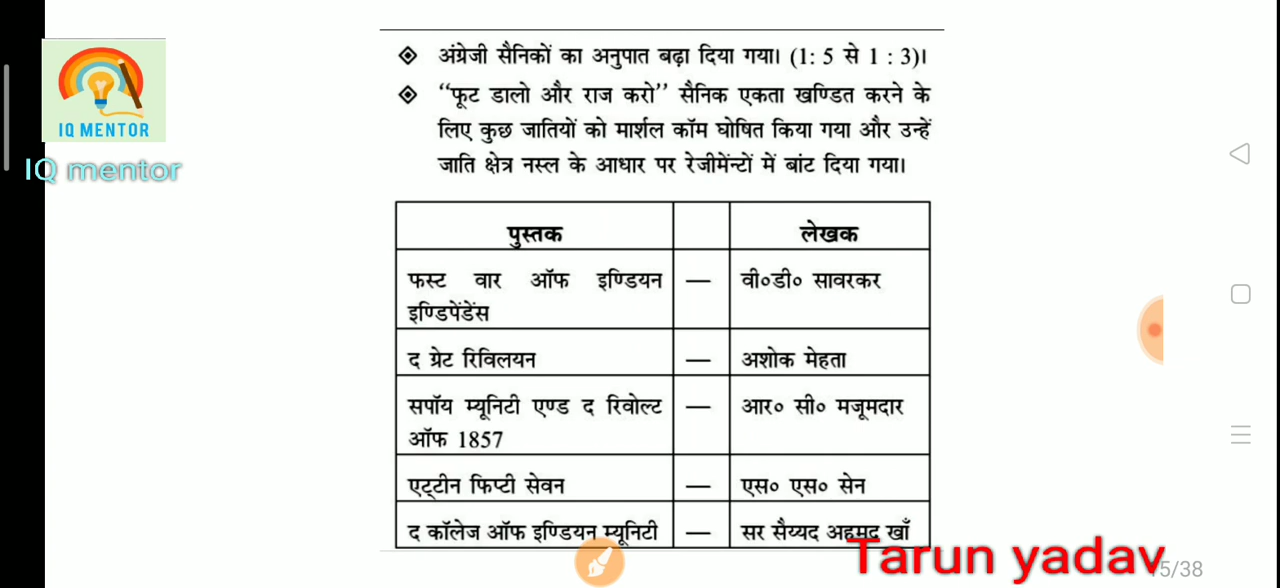 ◈ अंग्रेजी सैनिकों का अनुपात बढ़ा दिया गया। (1: 5 से 1 : 3)।
◈ “फूट डालो और राज करो” सैनिक एकता खण्डित करने के
लिए कुछ जातियों को मार्शल कॉम घोषित किया गया और उन्हें
जाति क्षेत्र नस्ल के आधार पर रेजीमेंन्टों में बांट दिया गया।
IQ MENTOR
IQ mentor
पुस्तक लेखक
फस्ट वार ऑफ इण्डियन — वी०डी० सावरकर
इण्डिपेंडेंस
द ग्रेट रिविलयन — अशोक मेहता
सपॉय म्यूनिटी एण्ड द रिवोल्ट — आर० सी० मजूमदार
ऑफ 1857
एट्टीन फिप्टी सेवन — एस० एस० सेन
द कॉलेज ऑफ इण्डियन म्यूनिटी — सर सैय्यद अहमद खाँ
Tarun yadav
5/38